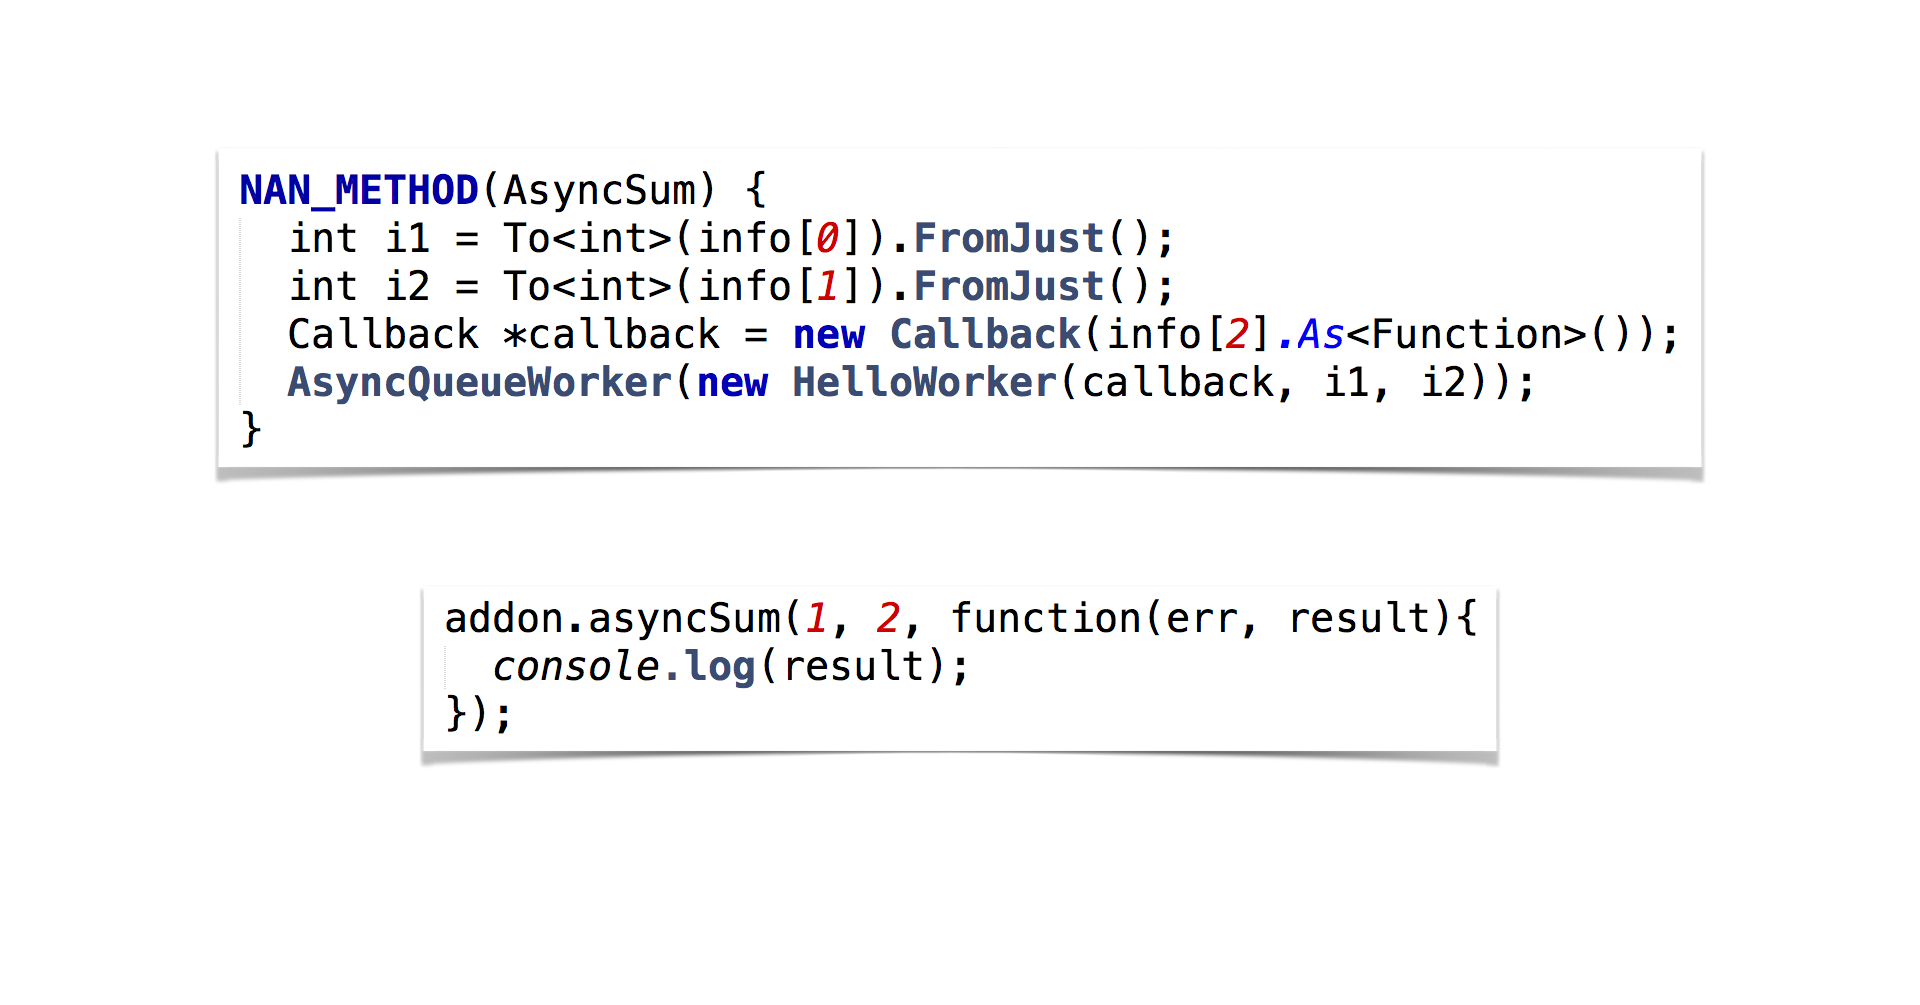 NAN_METHOD(AsyncSum) {
  int i1 = To<int>(info[0]).FromJust();
  int i2 = To<int>(info[1]).FromJust();
  Callback *callback = new Callback(info[2].As<Function>());
  AsyncQueueWorker(new HelloWorker(callback, i1, i2));
}
addon.asyncSum(1, 2, function(err, result){
  console.log(result);
});